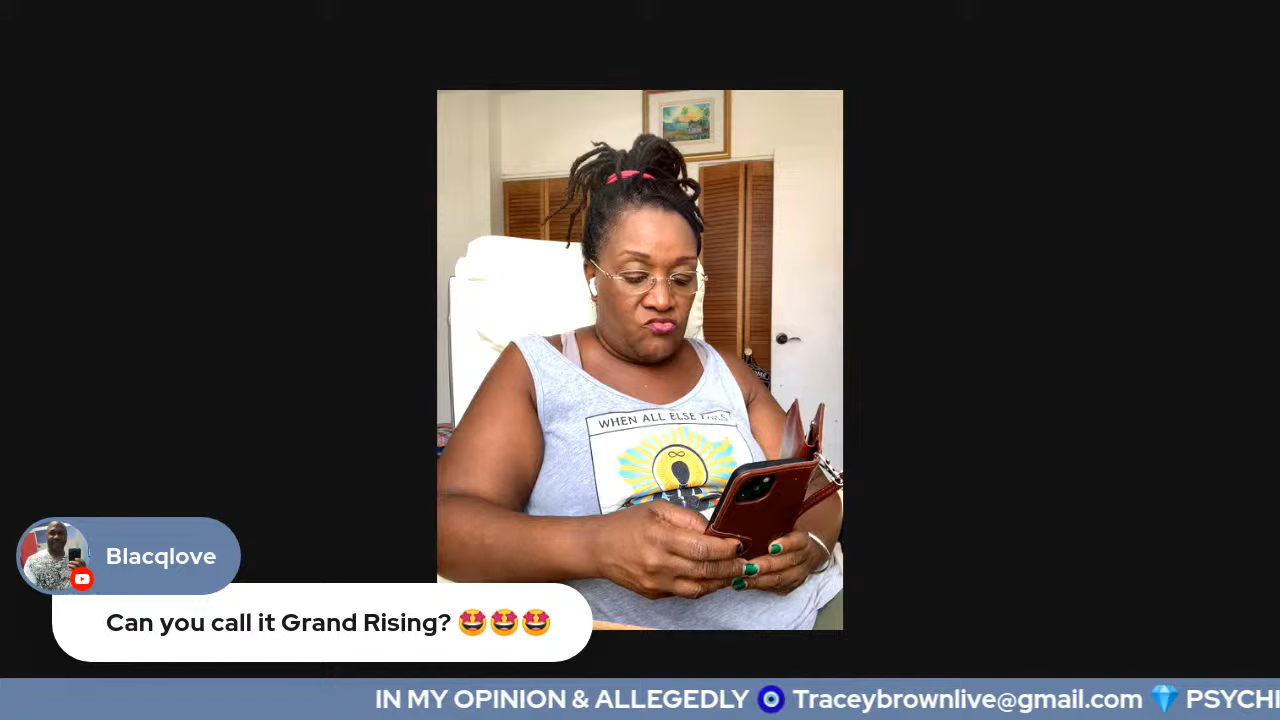 WHEN ALL ELSE
Blacqlove
Can you call it Grand Rising? 🤩🤩🤩
IN MY OPINION & ALLEGEDLY 🧿 Traceybrownlive@gmail.com 💎 PSYCHI